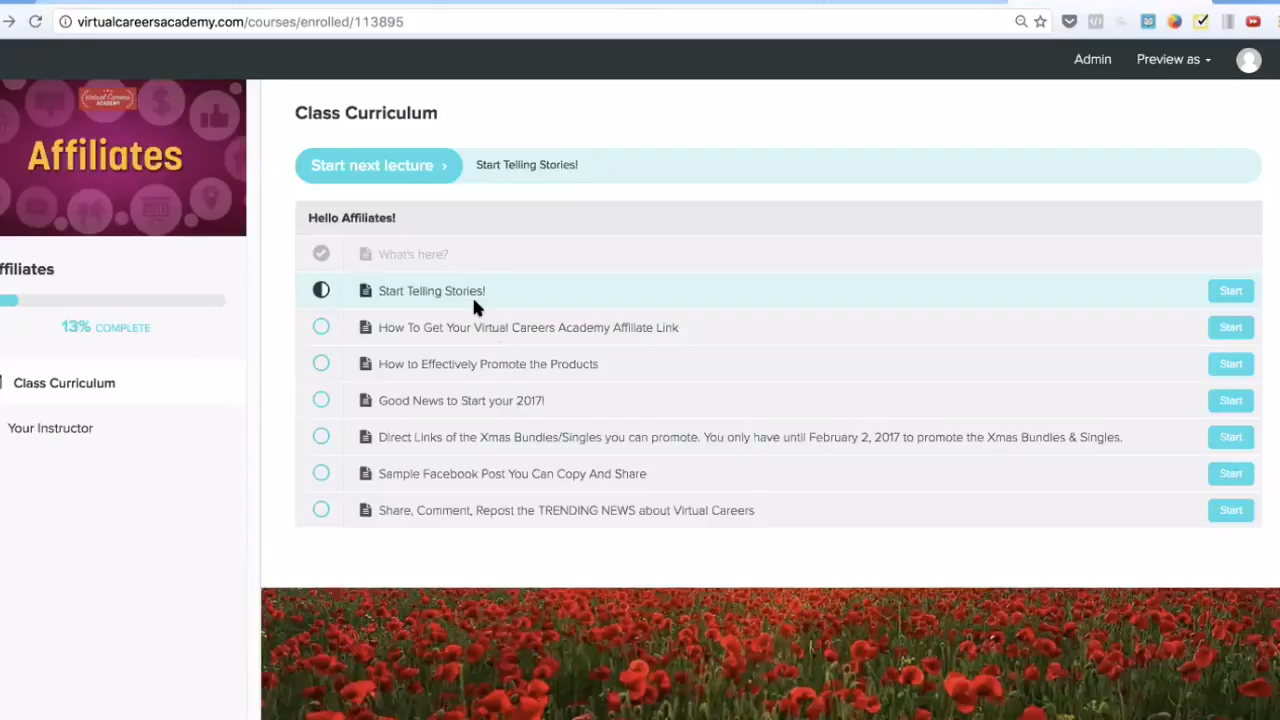 virtualcareersacademy.com/courses/enrolled/113895
Admin
Preview as
Virtual Careers
ACADEMY
Affiliates
ffiliates
13% COMPLETE
Class Curriculum
Your Instructor
Class Curriculum
Start next lecture ›
Start Telling Stories!
Hello Affiliates!
What's here?
Start Telling Stories! Start
How To Get Your Virtual Careers Academy Affiliate Link Start
How to Effectively Promote the Products Start
Good News to Start your 2017! Start
Direct Links of the Xmas Bundles/Singles you can promote. You only have until February 2, 2017 to promote the Xmas Bundles & Singles. Start
Sample Facebook Post You Can Copy And Share Start
Share, Comment, Repost the TRENDING NEWS about Virtual Careers Start